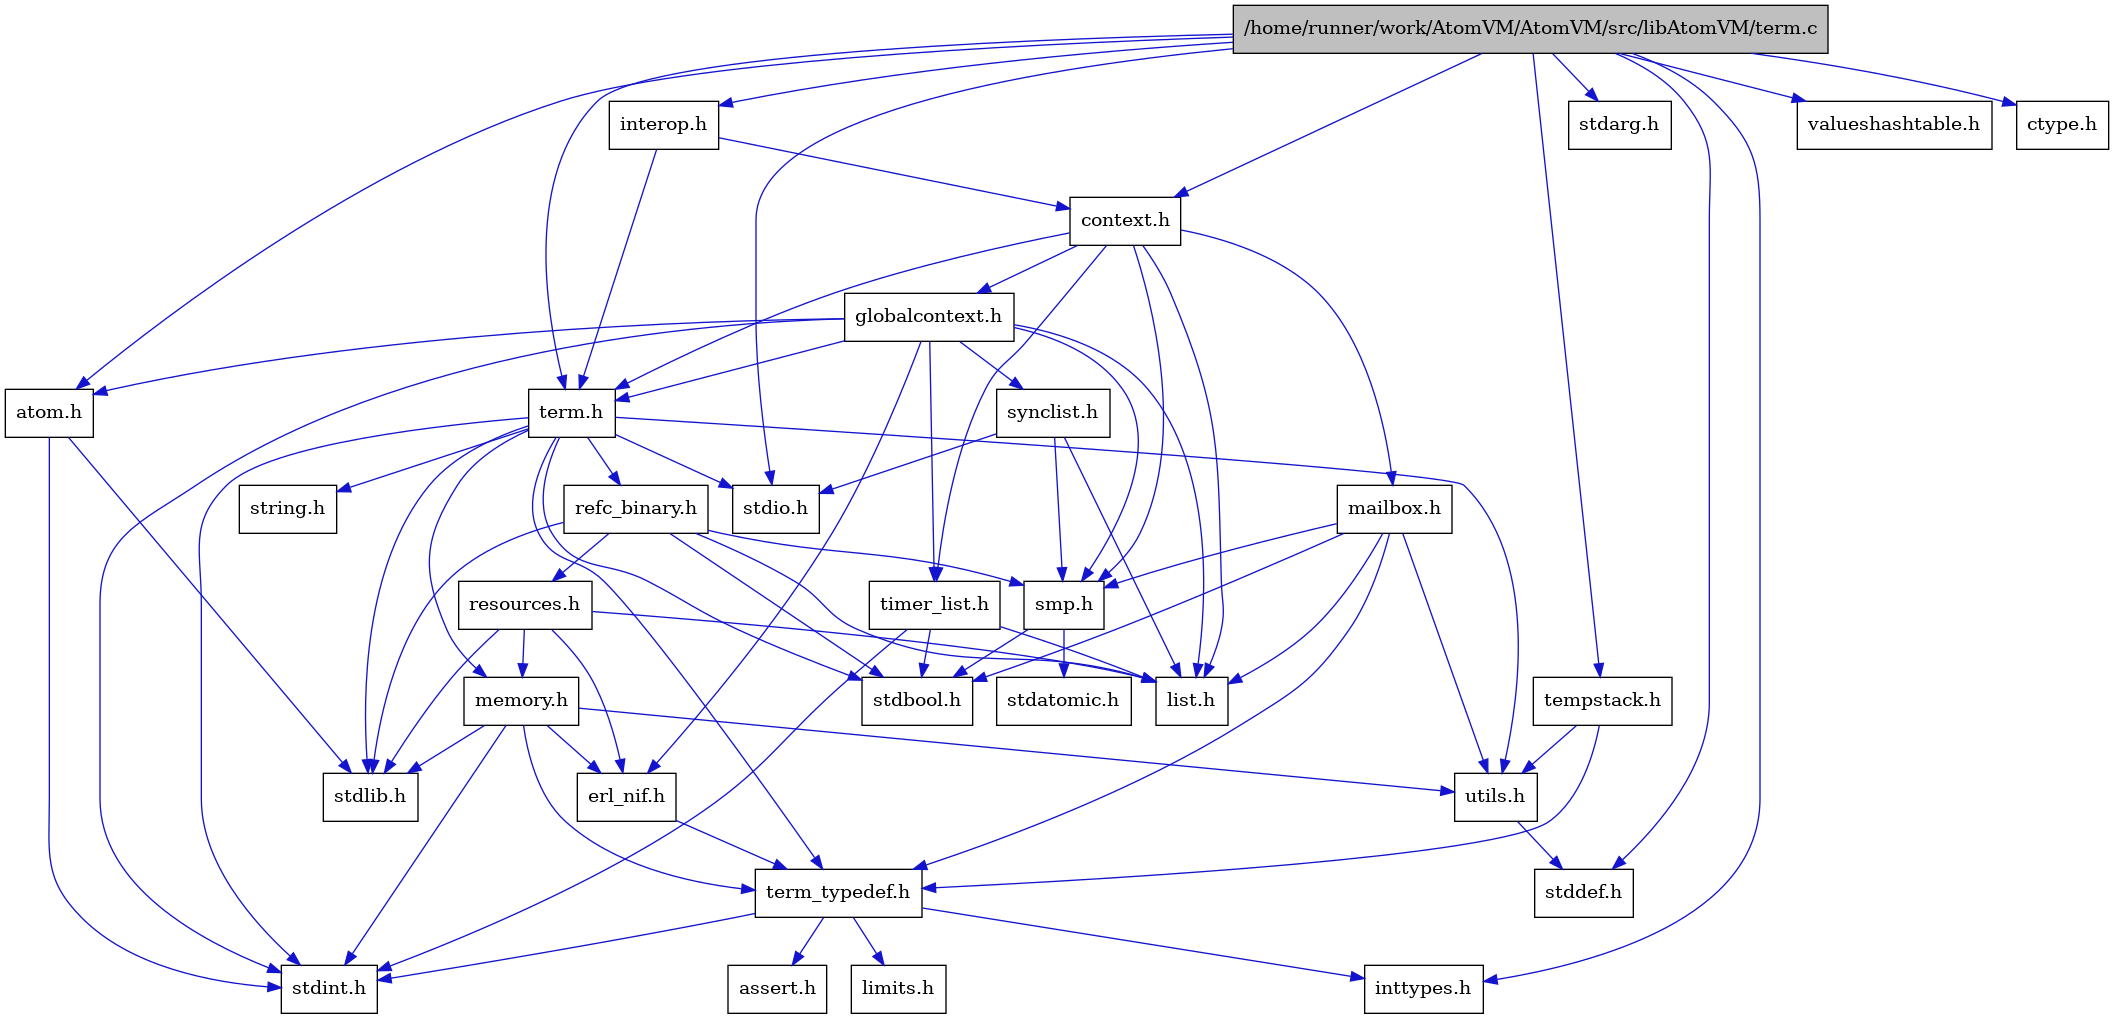 /home/runner/work/AtomVM/AtomVM/src/libAtomVM/term.c
interop.h
stdarg.h
valueshashtable.h
ctype.h
context.h
globalcontext.h
atom.h
term.h
synclist.h
string.h
refc_binary.h
stdio.h
mailbox.h
resources.h
timer_list.h
smp.h
memory.h
stdbool.h
stdatomic.h
list.h
tempstack.h
stdlib.h
erl_nif.h
utils.h
term_typedef.h
stddef.h
stdint.h
assert.h
limits.h
inttypes.h